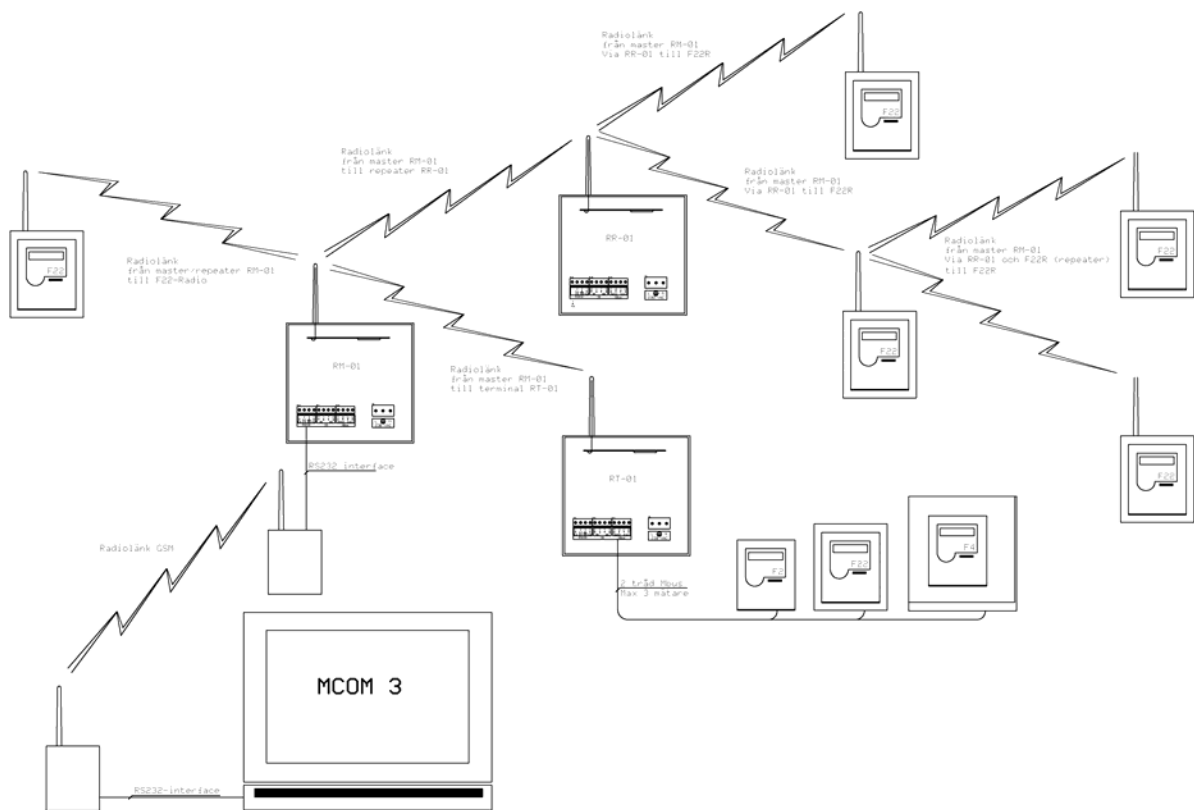 Radiolänk
från master RM-01
Via RR-01 till F22R
F22
Radiolänk
från master RM-01
till repeater RR-01
Radiolänk
från master RM-01
Via RR-01 till F22R
RR-01
F22
Radiolänk
från master/repeater RM-01
till F22-Radio
F22
Radiolänk
från master RM-01
Via RR-01 och F22R (repeater)
till F22R
F22
RM-01
Radiolänk
från master RM-01
till terminal RT-01
F22
RS232 interface
RT-01
F22
Radiolänk GSM
2 tråd Mbus
Max 3 mätare
F2
F22
F4
MCOM 3
RS232-interface